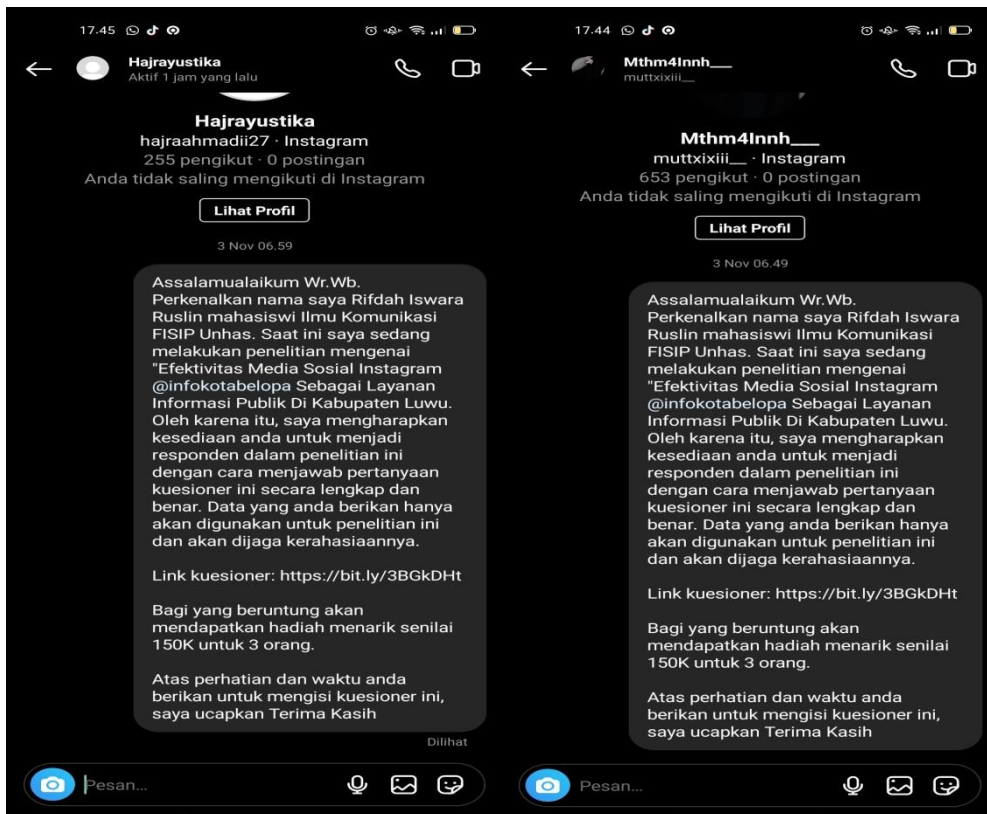 17.45
Hajrayustika
Aktif 1 jam yang lalu
Hajrayustika
hajraahmadii27 · Instagram
255 pengikut · 0 postingan
Anda tidak saling mengikuti di Instagram
Lihat Profil
3 Nov 06.59
Assalamualaikum Wr.Wb.
Perkenalkan nama saya Rifdah Iswara
Ruslin mahasiswi Ilmu Komunikasi
FISIP Unhas. Saat ini saya sedang
melakukan penelitian mengenai
"Efektivitas Media Sosial Instagram
@infokotabelopa Sebagai Layanan
Informasi Publik Di Kabupaten Luwu.
Oleh karena itu, saya mengharapkan
kesediaan anda untuk menjadi
responden dalam penelitian ini
dengan cara menjawab pertanyaan
kuesioner ini secara lengkap dan
benar. Data yang anda berikan hanya
akan digunakan untuk penelitian ini
dan akan dijaga kerahasiaannya.
Link kuesioner: https://bit.ly/3BGkDHt
Bagi yang beruntung akan
mendapatkan hadiah menarik senilai
150K untuk 3 orang.
Atas perhatian dan waktu anda
berikan untuk mengisi kuesioner ini,
saya ucapkan Terima Kasih
Dilihat
Pesan...
17.44
Mthm4Innh___
muttxixiii__
Mthm4Innh___
muttxixiii__ · Instagram
653 pengikut · 0 postingan
Anda tidak saling mengikuti di Instagram
Lihat Profil
3 Nov 06.49
Assalamualaikum Wr.Wb.
Perkenalkan nama saya Rifdah Iswara
Ruslin mahasiswi Ilmu Komunikasi
FISIP Unhas. Saat ini saya sedang
melakukan penelitian mengenai
"Efektivitas Media Sosial Instagram
@infokotabelopa Sebagai Layanan
Informasi Publik Di Kabupaten Luwu.
Oleh karena itu, saya mengharapkan
kesediaan anda untuk menjadi
responden dalam penelitian ini
dengan cara menjawab pertanyaan
kuesioner ini secara lengkap dan
benar. Data yang anda berikan hanya
akan digunakan untuk penelitian ini
dan akan dijaga kerahasiaannya.
Link kuesioner: https://bit.ly/3BGkDHt
Bagi yang beruntung akan
mendapatkan hadiah menarik senilai
150K untuk 3 orang.
Atas perhatian dan waktu anda
berikan untuk mengisi kuesioner ini,
saya ucapkan Terima Kasih
Pesan...